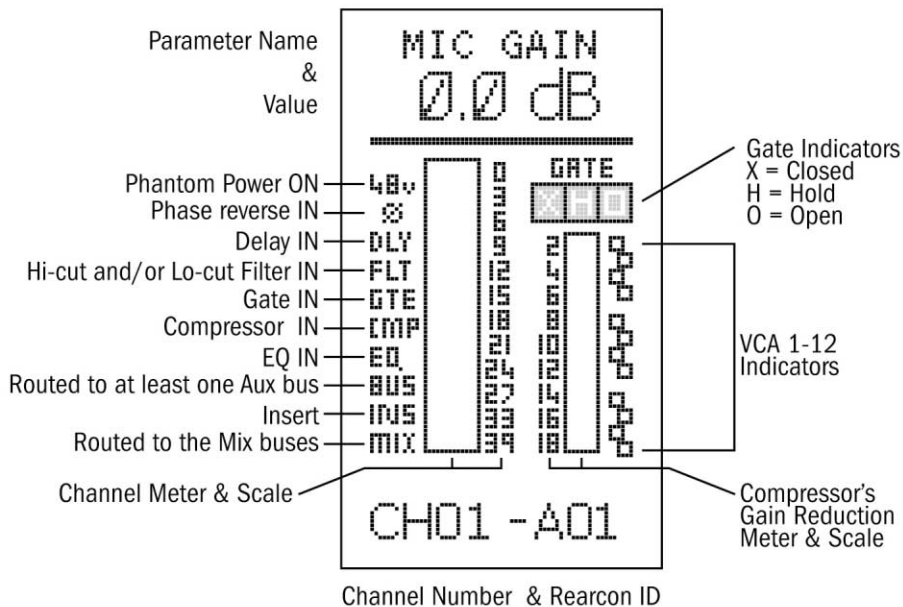 Parameter Name
&
Value
MIC GAIN
0.0 dB
Phantom Power ON
Phase reverse IN
Delay IN
Hi-cut and/or Lo-cut Filter IN
Gate IN
Compressor IN
EQ IN
Routed to at least one Aux bus
Insert
Routed to the Mix buses
Channel Meter & Scale
48v
Ø
DLY
FLT
GTE
CMP
EQ
BUS
INS
MIX
0
3
6
9
12
15
18
21
24
27
33
39
GATE
X H O
2
4
6
8
10
12
14
16
18
Gate Indicators
X = Closed
H = Hold
O = Open
VCA 1-12
Indicators
Compressor's
Gain Reduction
Meter & Scale
CH01 -A01
Channel Number & Rearcon ID